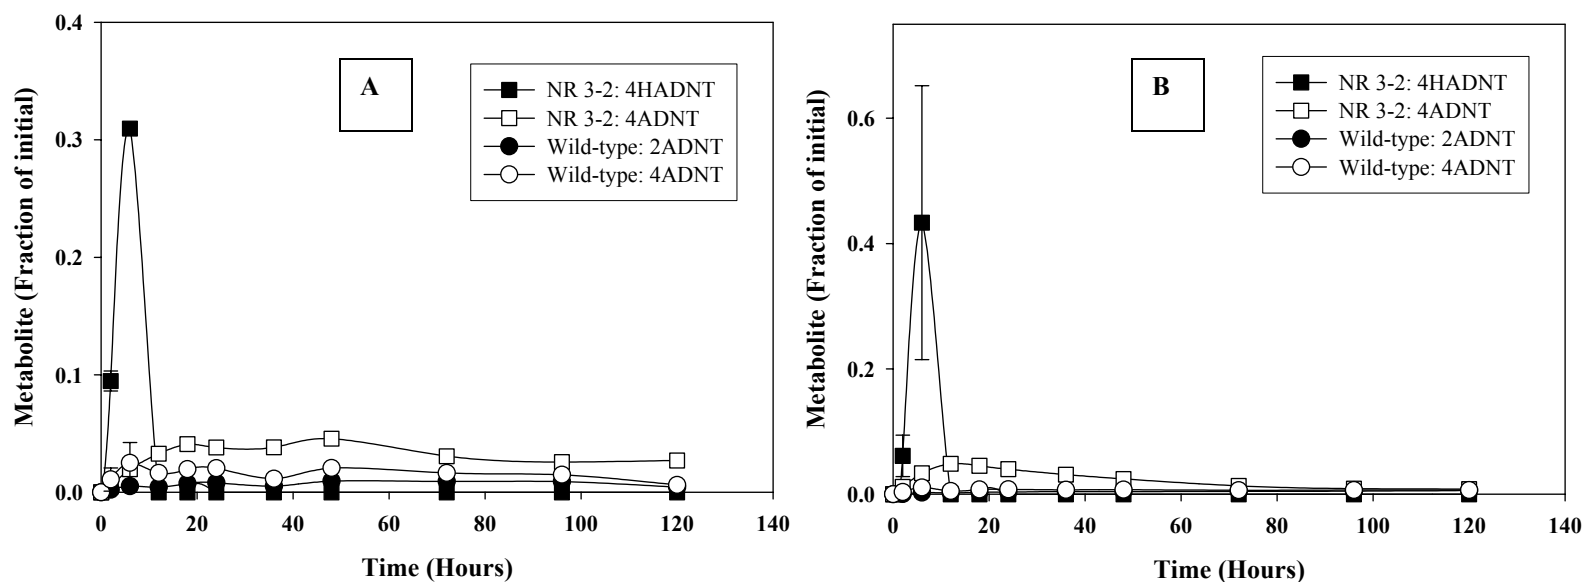 0.4
0.3
0.2
0.1
0.0
Metabolite (Fraction of initial)
A
NR 3-2: 4HADNT
NR 3-2: 4ADNT
Wild-type: 2ADNT
Wild-type: 4ADNT
0 20 40 60 80 100 120 140
Time (Hours)
0.6
0.4
0.2
0.0
Metabolite (Fraction of initial)
B
NR 3-2: 4HADNT
NR 3-2: 4ADNT
Wild-type: 2ADNT
Wild-type: 4ADNT
0 20 40 60 80 100 120 140
Time (Hours)